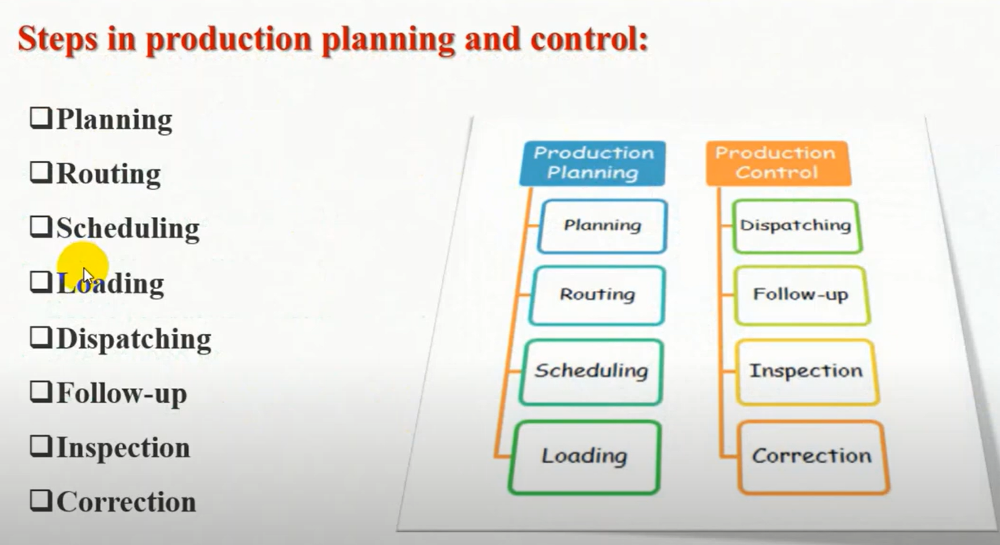 Steps in production planning and control:
Planning
Routing
Scheduling
Loading
Dispatching
Follow-up
Inspection
Correction
Production
Planning
Planning
Routing
Scheduling
Loading
Production
Control
Dispatching
Follow-up
Inspection
Correction